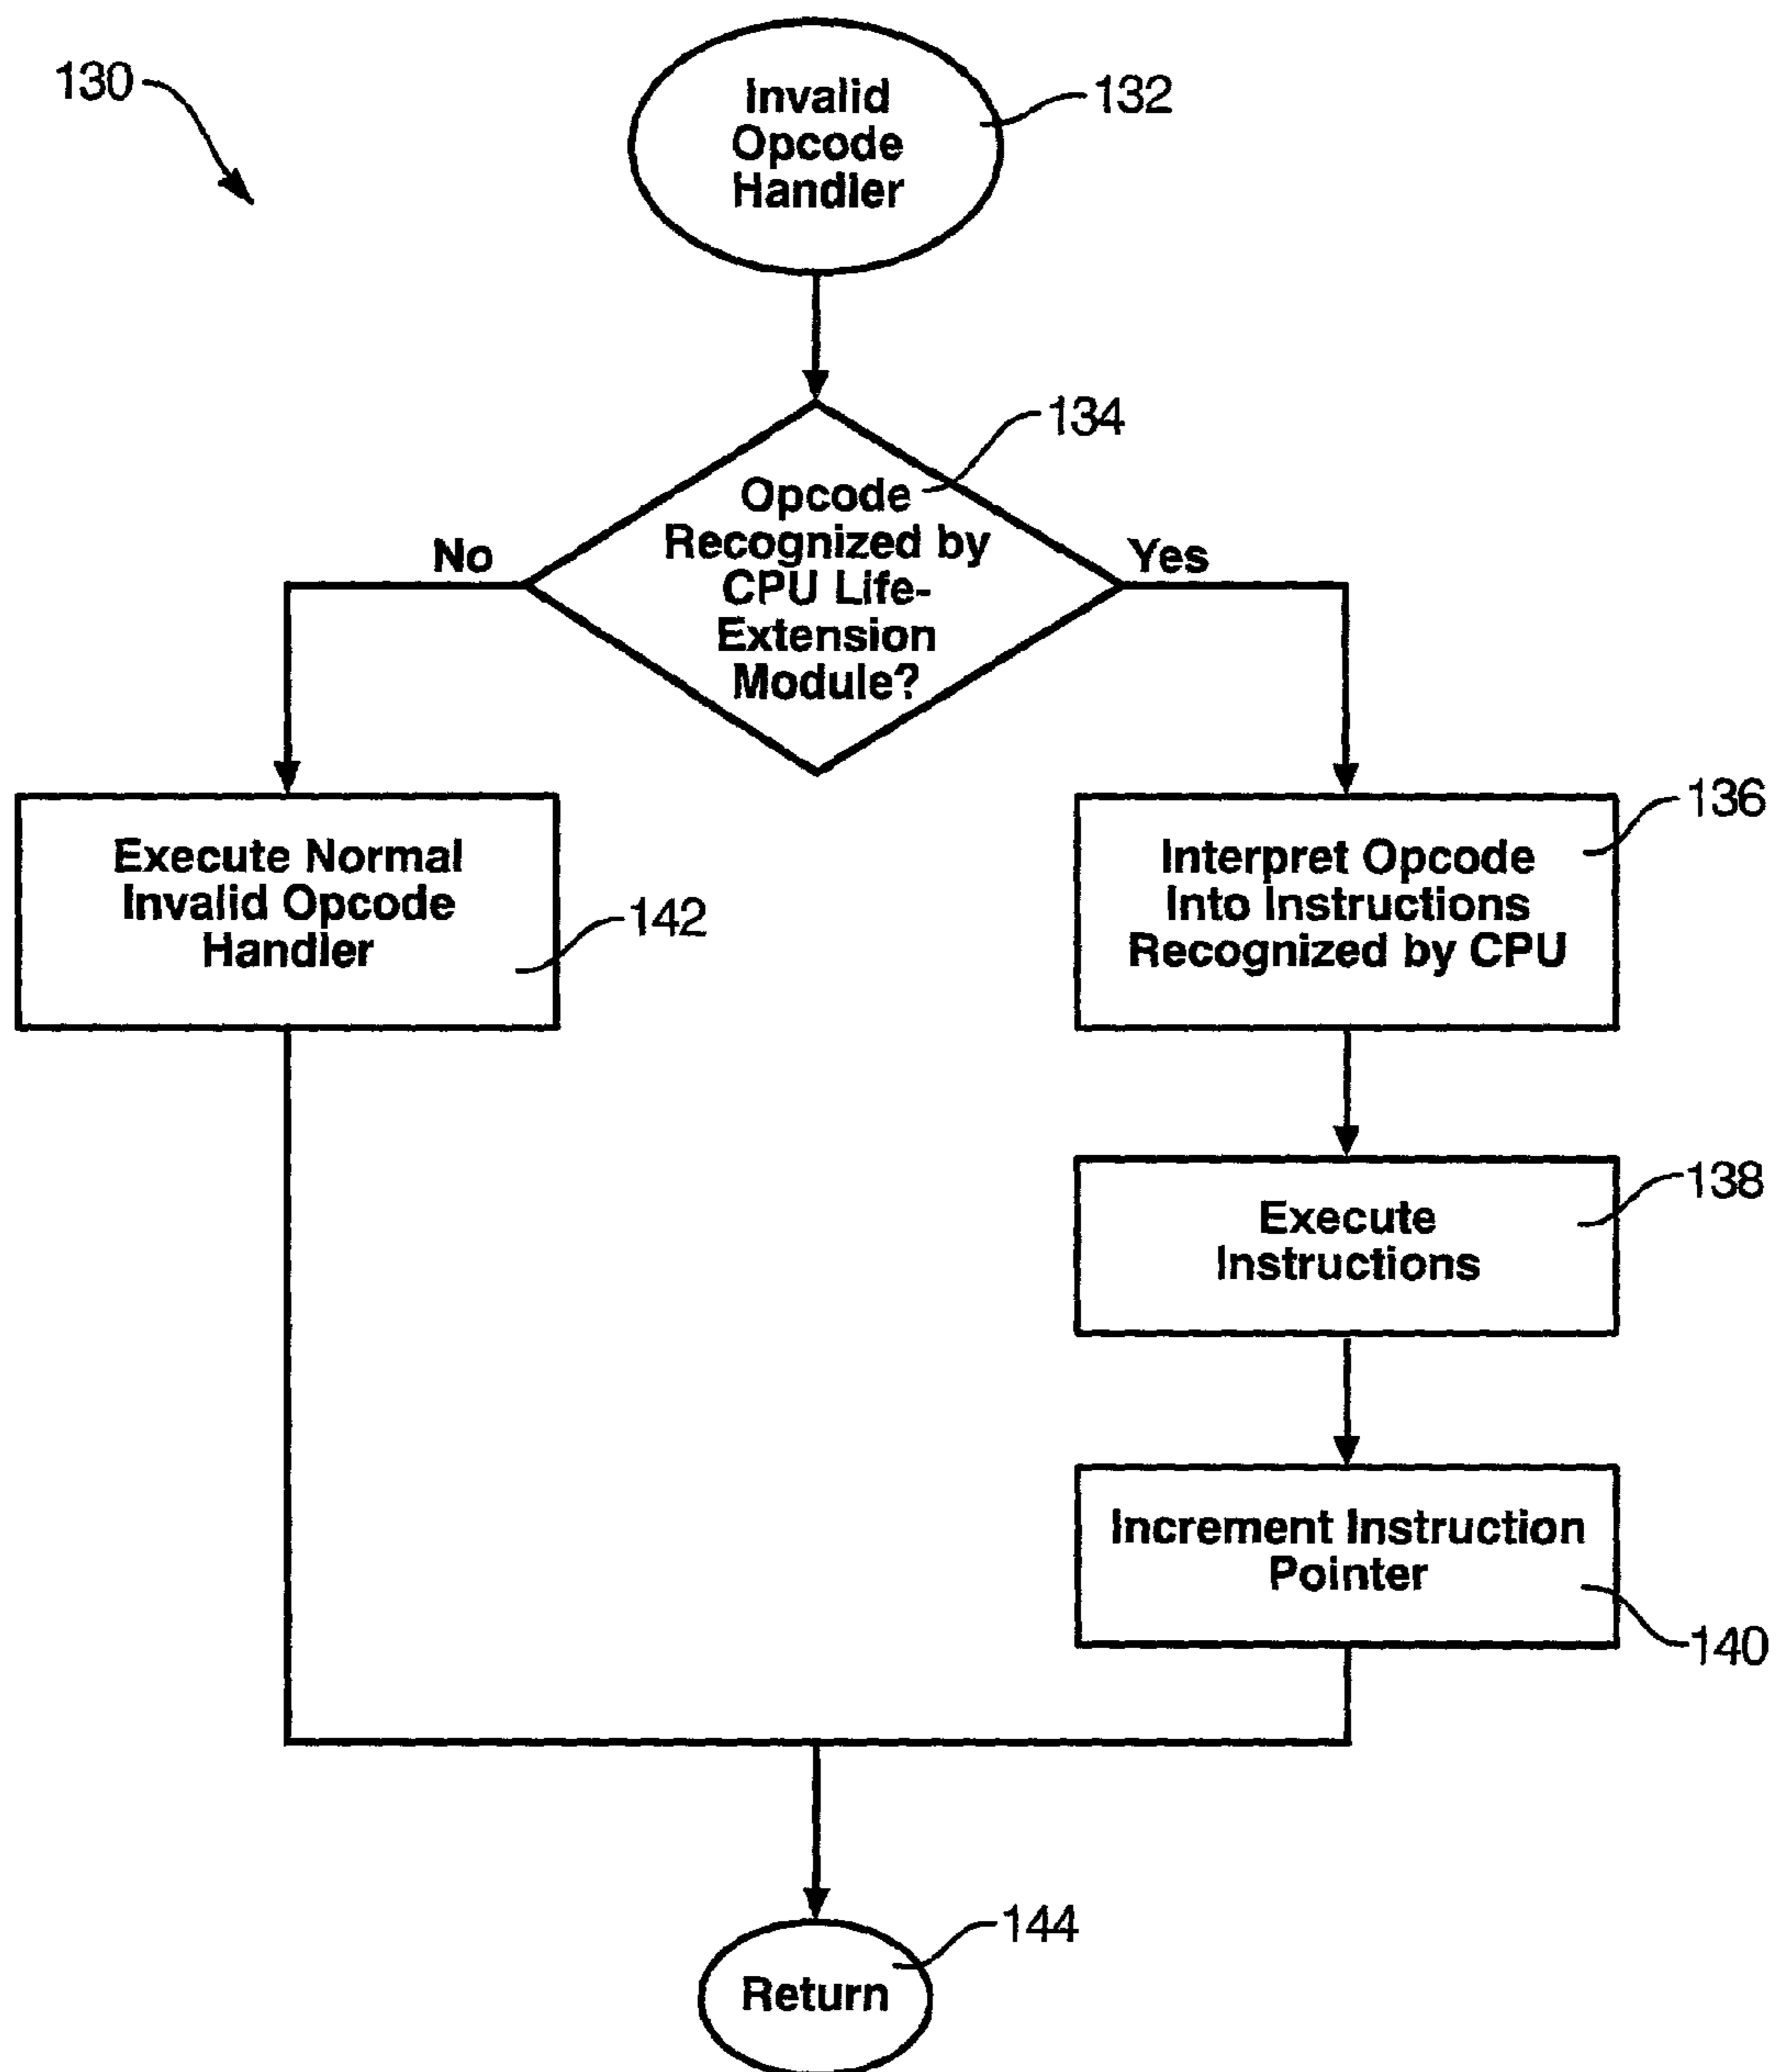 130
Invalid
Opcode
Handler
132
134
Opcode
Recognized by
CPU Life-
Extension
Module?
No
Yes
Execute Normal
Invalid Opcode
Handler
142
136
Interpret Opcode
Into Instructions
Recognized by CPU
138
Execute
Instructions
Increment Instruction
Pointer
140
144
Return